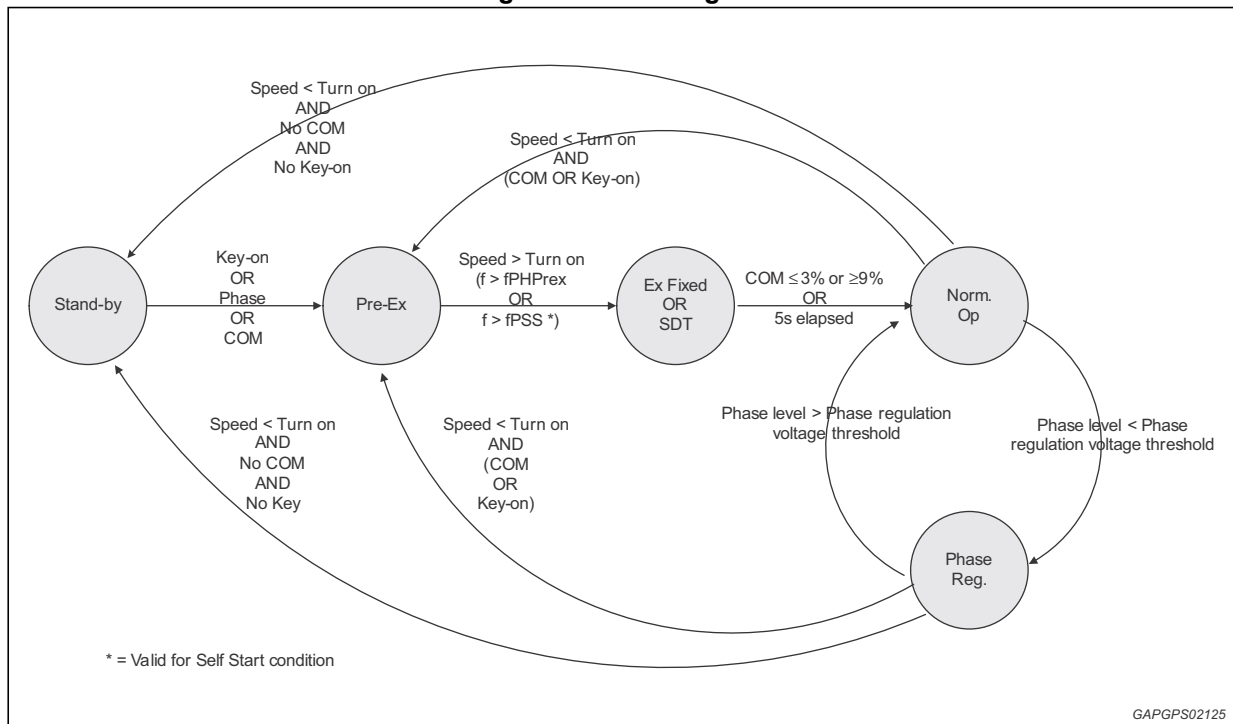 Speed < Turn on
AND
No COM
AND
No Key-on
Speed < Turn on
AND
(COM OR Key-on)
Stand-by
Key-on
OR
Phase
OR
COM
Pre-Ex
Speed > Turn on
(f > fPHPrex
OR
f > fPSS *)
Ex Fixed
OR
SDT
COM ≤3% or ≥9%
OR
5s elapsed
Norm.
Op
Speed < Turn on
AND
No COM
AND
No Key
Speed < Turn on
AND
(COM
OR
Key-on)
Phase level > Phase regulation
voltage threshold
Phase level < Phase
regulation voltage threshold
Phase
Reg.
* = Valid for Self Start condition
GAPGPS02125